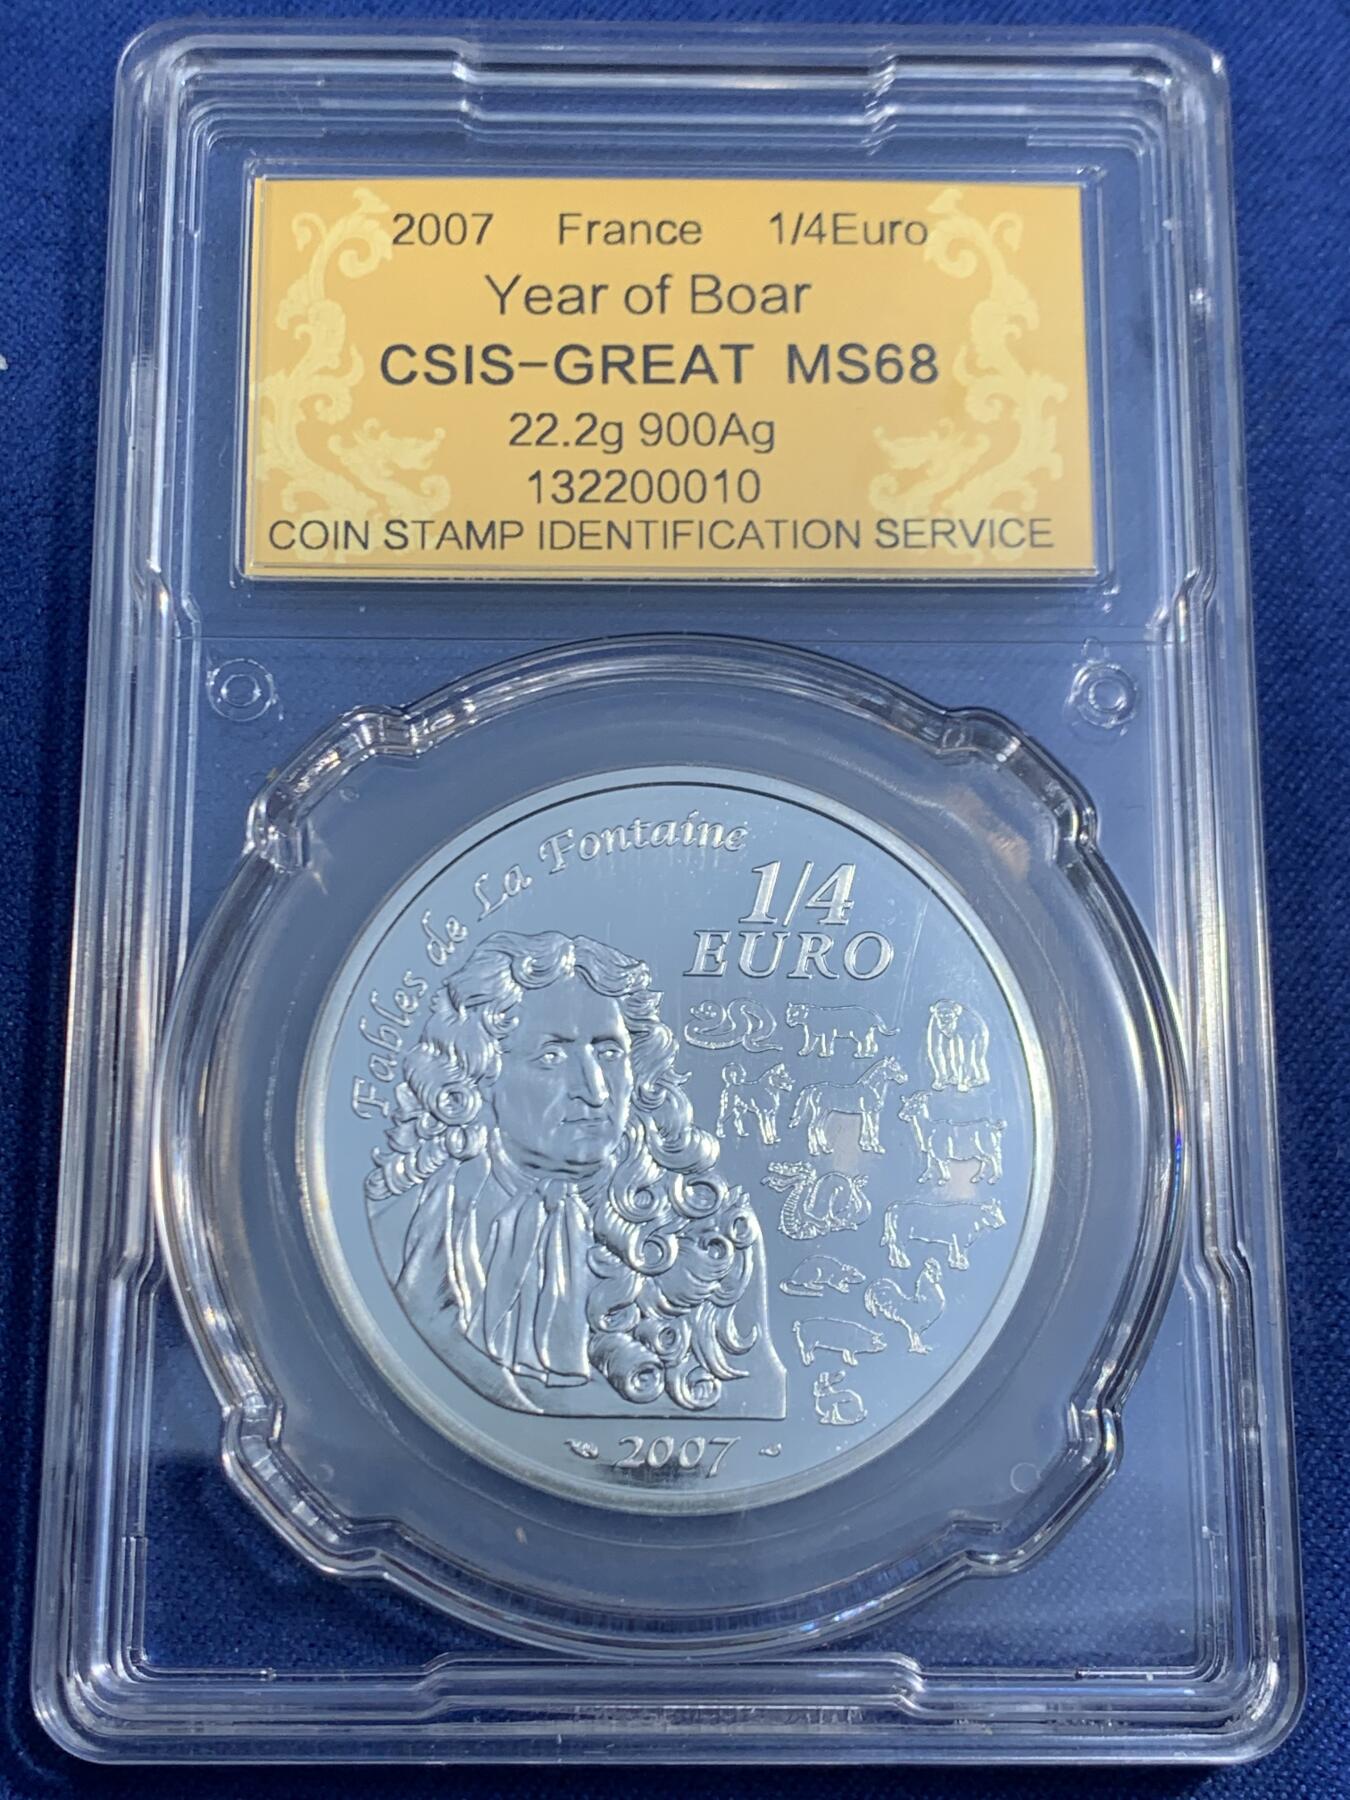 2007 France 1/4Euro
Year of Boar
CSIS-GREAT MS68
22.2g 900Ag
132200010
COIN STAMP IDENTIFICATION SERVICE
Fables de La Fontaine
1/4
EURO
2007